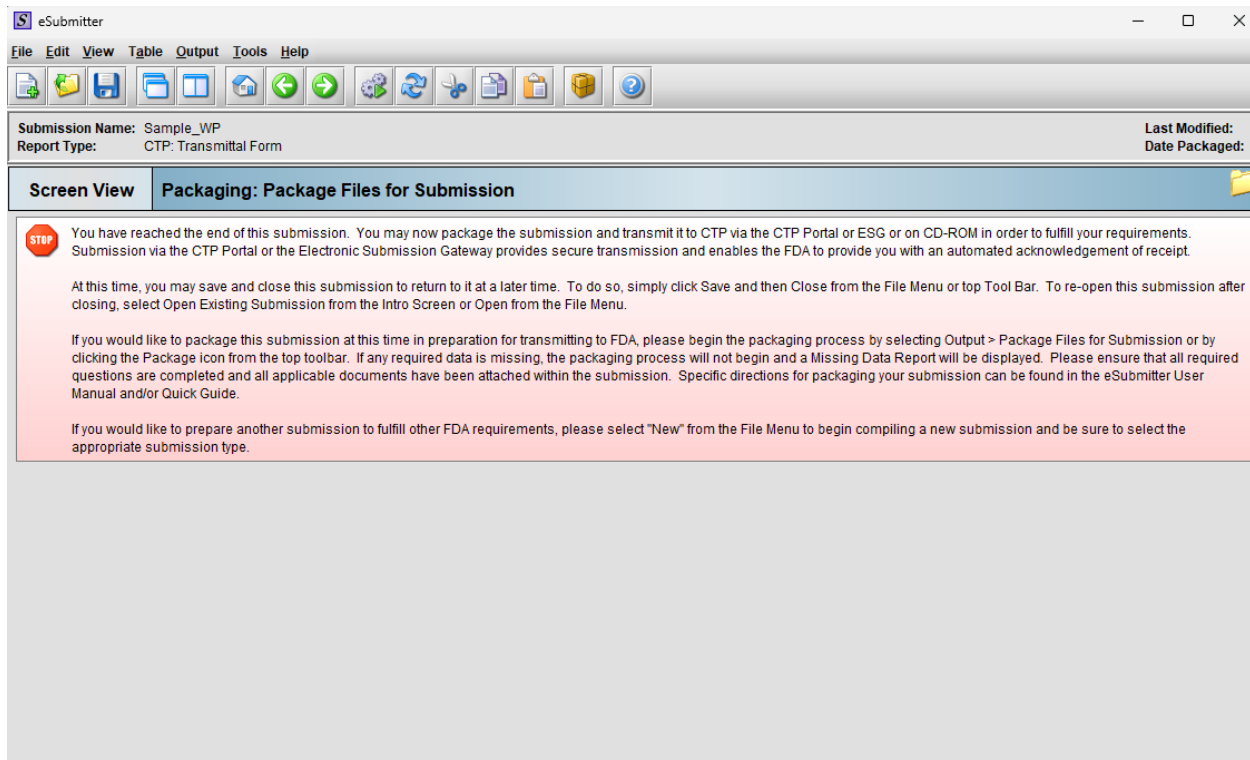 S eSubmitter
File Edit View Table Output Tools Help
Submission Name: Sample_WP Last Modified:
Report Type: CTP: Transmittal Form Date Packaged:
Screen View Packaging: Package Files for Submission
STOP
You have reached the end of this submission. You may now package the submission and transmit it to CTP via the CTP Portal or ESG or on CD-ROM in order to fulfill your requirements.
Submission via the CTP Portal or the Electronic Submission Gateway provides secure transmission and enables the FDA to provide you with an automated acknowledgement of receipt.
At this time, you may save and close this submission to return to it at a later time. To do so, simply click Save and then Close from the File Menu or top Tool Bar. To re-open this submission after
closing, select Open Existing Submission from the Intro Screen or Open from the File Menu.
If you would like to package this submission at this time in preparation for transmitting to FDA, please begin the packaging process by selecting Output > Package Files for Submission or by
clicking the Package icon from the top toolbar. If any required data is missing, the packaging process will not begin and a Missing Data Report will be displayed. Please ensure that all required
questions are completed and all applicable documents have been attached within the submission. Specific directions for packaging your submission can be found in the eSubmitter User
Manual and/or Quick Guide.
If you would like to prepare another submission to fulfill other FDA requirements, please select "New" from the File Menu to begin compiling a new submission and be sure to select the
appropriate submission type.